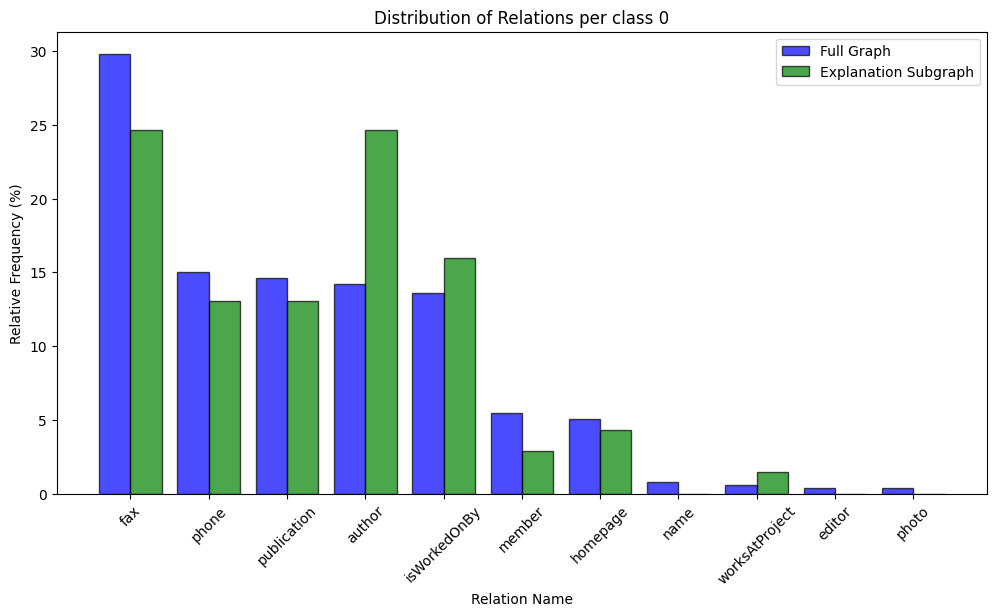 Distribution of Relations per class 0
Full Graph
Explanation Subgraph
Relative Frequency (%)
30
25
20
15
10
5
0
fax
phone
publication
author
isWorkedOnBy
member
homepage
name
worksAtProject
editor
photo
Relation Name